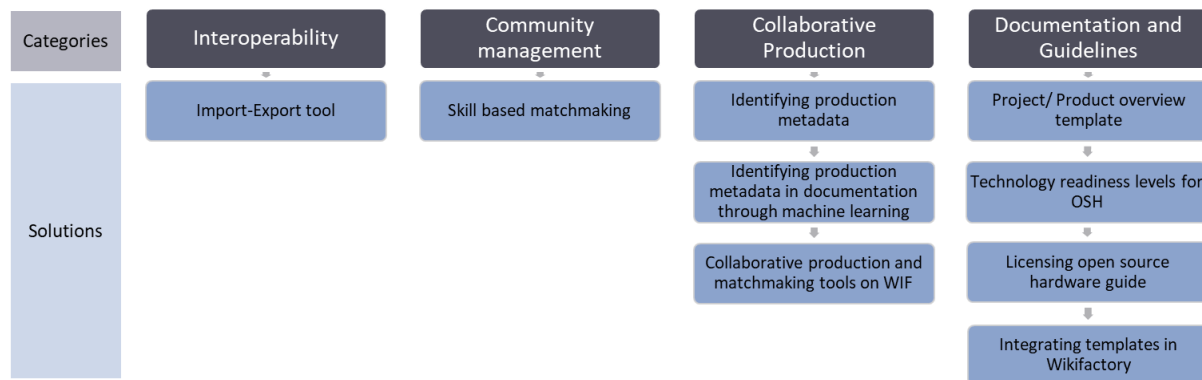 Categories
Interoperability
Community
management
Collaborative
Production
Documentation and
Guidelines
Solutions
Import-Export tool
Skill based matchmaking
Identifying production
metadata
Identifying production
metadata in documentation
through machine learning
Collaborative production and
matchmaking tools on WIF
Project/ Product overview
template
Technology readiness levels for
OSH
Licensing open source
hardware guide
Integrating templates in
Wikifactory